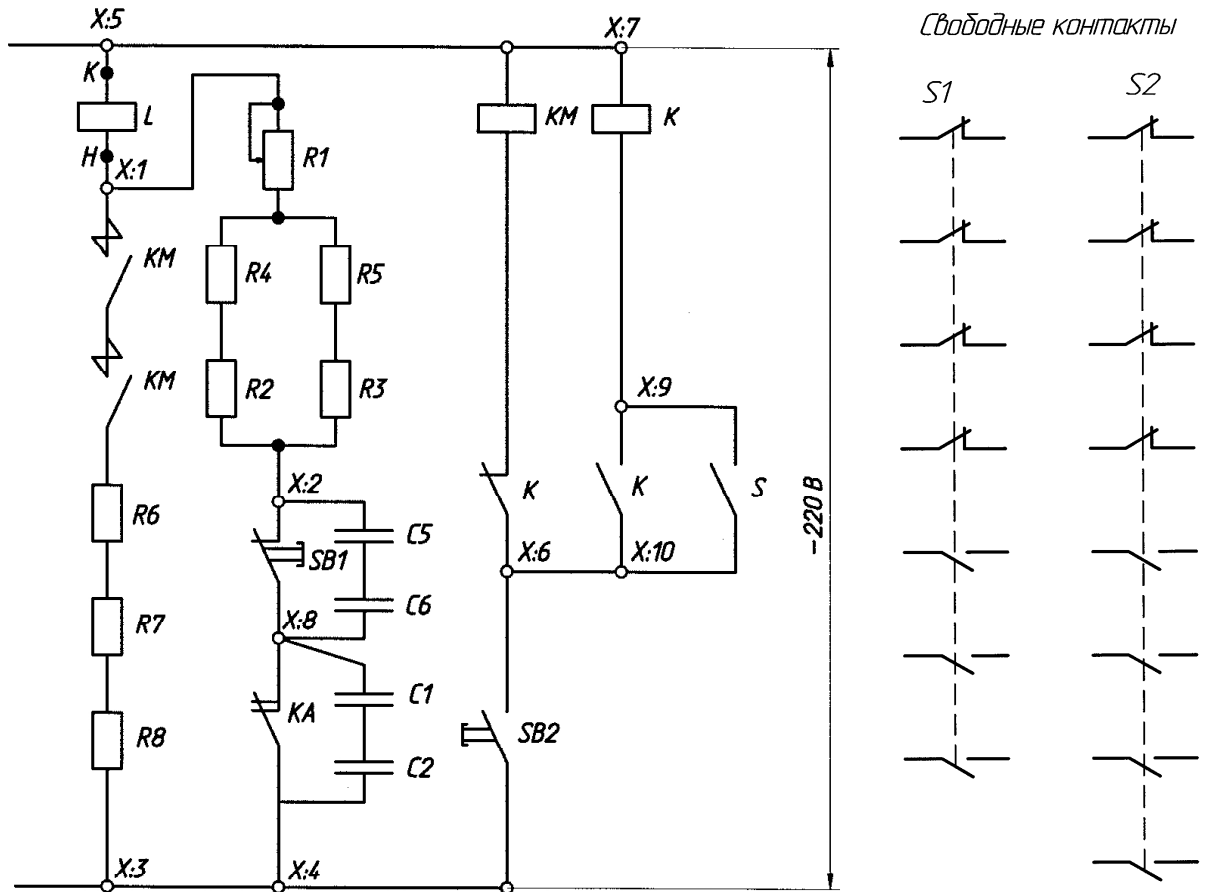 X:5
X:7
Свободные контакты
S1
S2
K
L
H
X:1
R1
KM
K
KM
R4
R5
KM
R2
R3
X:9
X:2
K
K
S
-220 В
R6
C5
SB1
X:6
X:10
C6
R7
X:8
C1
KA
SB2
R8
C2
X:3
X:4